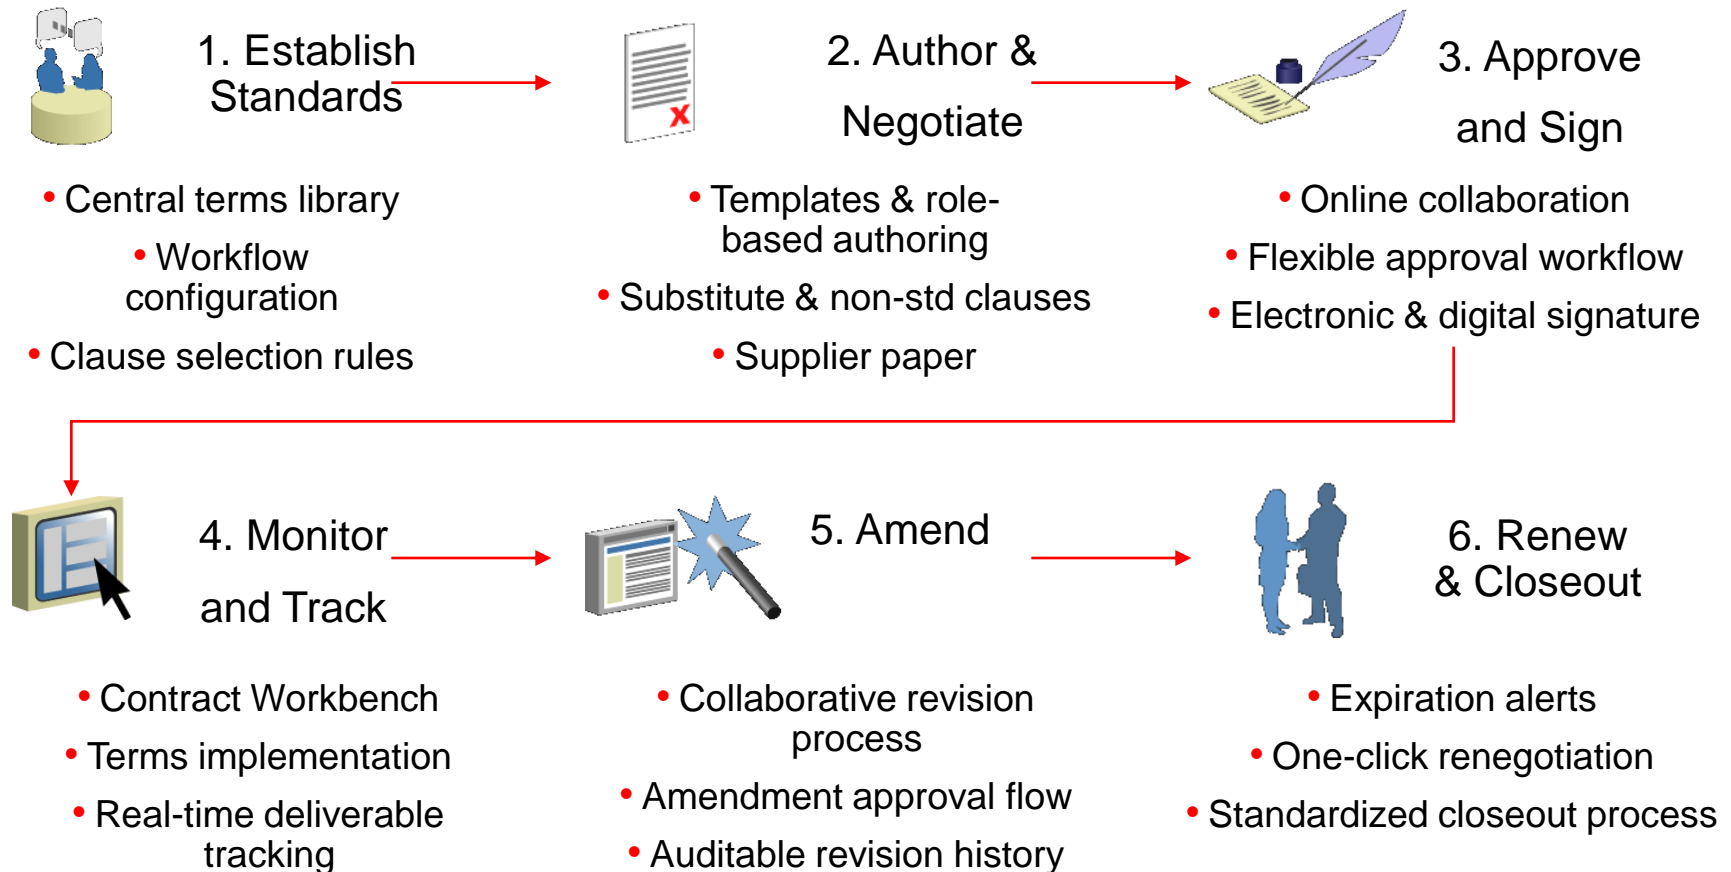 1. Establish
Standards
• Central terms library
• Workflow
configuration
• Clause selection rules
2. Author &
Negotiate
• Templates & role-
based authoring
• Substitute & non-std clauses
• Supplier paper
3. Approve
and Sign
• Online collaboration
• Flexible approval workflow
• Electronic & digital signature
4. Monitor
and Track
• Contract Workbench
• Terms implementation
• Real-time deliverable
tracking
5. Amend
• Collaborative revision
process
• Amendment approval flow
• Auditable revision history
6. Renew
& Closeout
• Expiration alerts
• One-click renegotiation
• Standardized closeout process